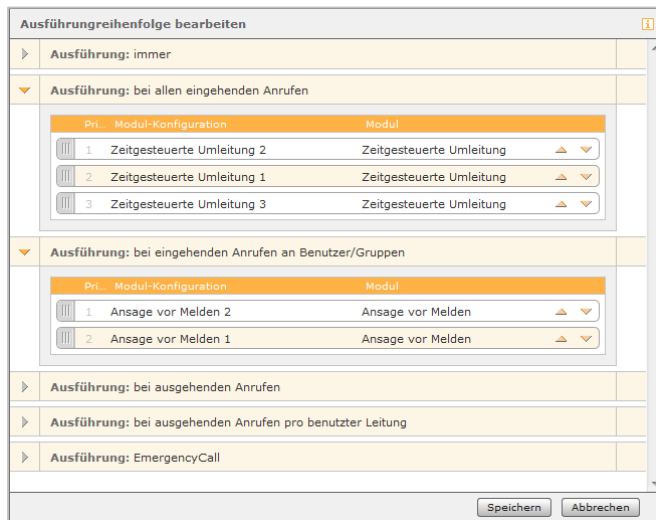 Ausführungreihenfolge bearbeiten
Ausführung: immer
Ausführung: bei allen eingehenden Anrufen
Pri... Modul-Konfiguration Modul
1 Zeitgesteuerte Umleitung 2 Zeitgesteuerte Umleitung
2 Zeitgesteuerte Umleitung 1 Zeitgesteuerte Umleitung
3 Zeitgesteuerte Umleitung 3 Zeitgesteuerte Umleitung
Ausführung: bei eingehenden Anrufen an Benutzer/Gruppen
Pri... Modul-Konfiguration Modul
1 Ansage vor Melden 2 Ansage vor Melden
2 Ansage vor Melden 1 Ansage vor Melden
Ausführung: bei ausgehenden Anrufen
Ausführung: bei ausgehenden Anrufen pro benutzter Leitung
Ausführung: EmergencyCall
Speichern Abbrechen